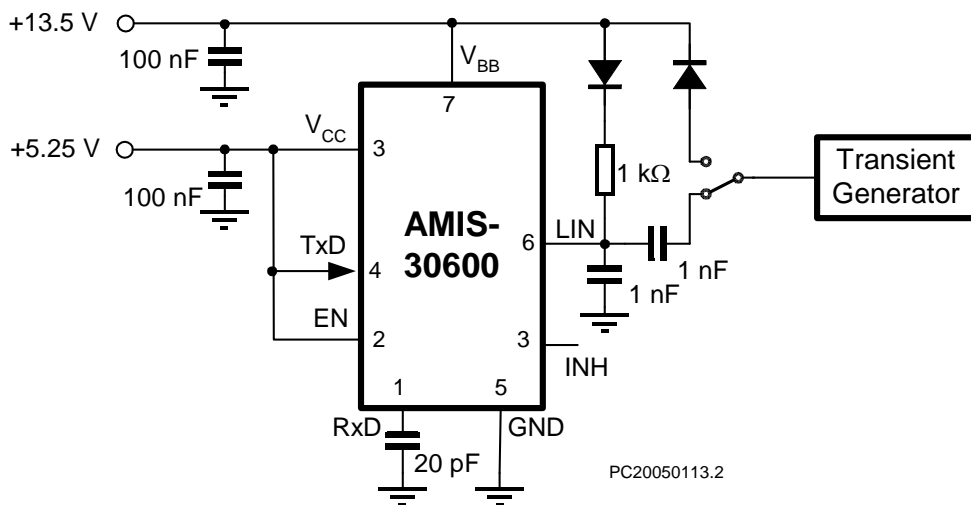 +13.5 V
100 nF
V_BB
7
+5.25 V
V_CC
3
100 nF
1 kΩ
Transient
Generator
AMIS-
30600
LIN
6
TxD
4
1 nF
1 nF
EN
2
3
INH
1
5
RxD
GND
20 pF
PC20050113.2